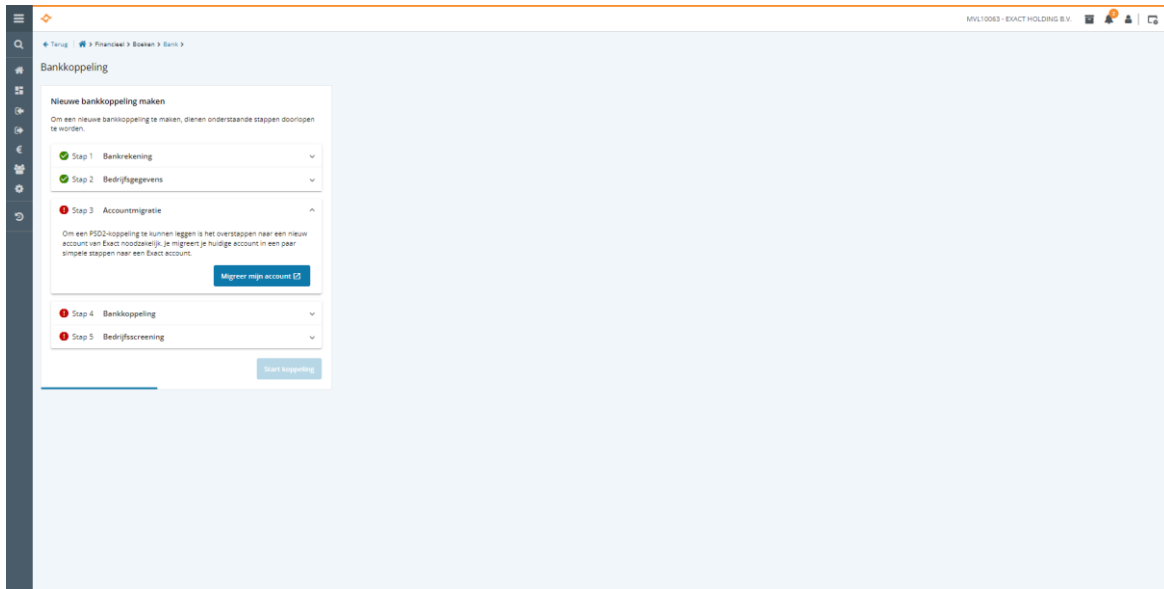 MVL10063 - EXACT HOLDING B.V.
Terug | > Financieel > Boeken > Bank >
Bankkoppeling
Nieuwe bankkoppeling maken
Om een nieuwe bankkoppeling te maken, dienen onderstaande stappen doorlopen
te worden.
Stap 1 Bankrekening
Stap 2 Bedrijfsgegevens
Stap 3 Accountmigratie
Om een PSD2-koppeling te kunnen leggen is het overstappen naar een nieuw
account van Exact noodzakelijk. Je migreert je huidige account in een paar
simpele stappen naar een Exact account.
Migreer mijn account
Stap 4 Bankkoppeling
Stap 5 Bedrijfsscreening
Start koppeling